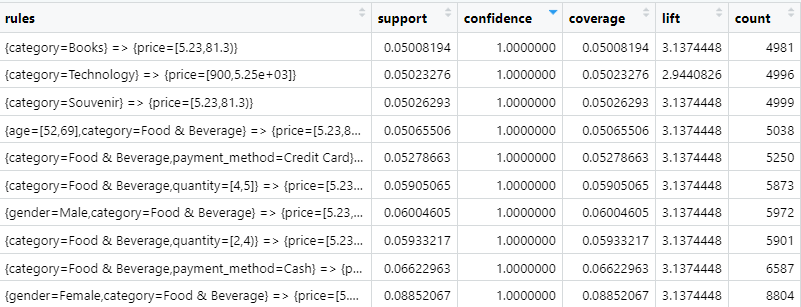 rules support confidence coverage lift count
{category=Books} => {price=[5.23,81.3)} 0.05008194 1.0000000 0.05008194 3.1374448 4981
{category=Technology} => {price=[900,5.25e+03]} 0.05023276 1.0000000 0.05023276 2.9440826 4996
{category=Souvenir} => {price=[5.23,81.3)} 0.05026293 1.0000000 0.05026293 3.1374448 4999
{age=[52,69],category=Food & Beverage} => {price=[5.23,8... 0.05065506 1.0000000 0.05065506 3.1374448 5038
{category=Food & Beverage,payment_method=Credit Card}... 0.05278663 1.0000000 0.05278663 3.1374448 5250
{category=Food & Beverage,quantity=[4,5]} => {price=[5.23... 0.05905065 1.0000000 0.05905065 3.1374448 5873
{gender=Male,category=Food & Beverage} => {price=[5.23,... 0.06004605 1.0000000 0.06004605 3.1374448 5972
{category=Food & Beverage,quantity=[2,4)} => {price=[5.23... 0.05933217 1.0000000 0.05933217 3.1374448 5901
{category=Food & Beverage,payment_method=Cash} => {p... 0.06622963 1.0000000 0.06622963 3.1374448 6587
{gender=Female,category=Food & Beverage} => {price=[5.... 0.08852067 1.0000000 0.08852067 3.1374448 8804